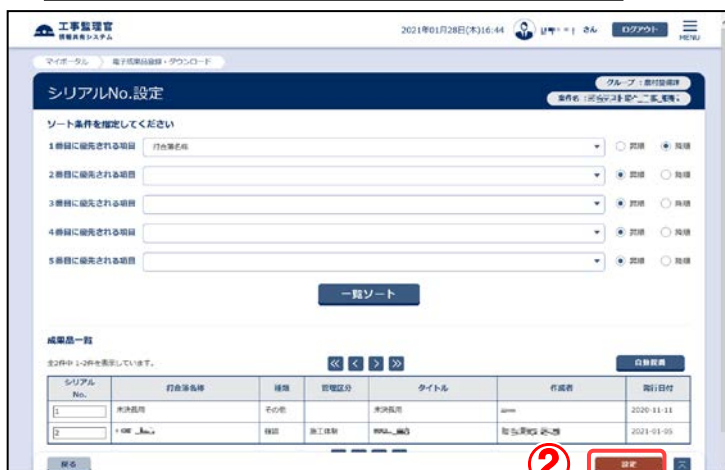 工事監理官
情報共有システム
2021年01月28日(木)16:44
さん
ログアウト
MENU
マイポータル
電子成果品登録・ダウンロード
シリアルNo.設定
ソート条件を指定してください
1番目に優先される項目 打合簿名称 昇順 降順
2番目に優先される項目 昇順 降順
3番目に優先される項目 昇順 降順
4番目に優先される項目 昇順 降順
5番目に優先される項目 昇順 降順
一覧ソート
成果品一覧
全2件中 1-2件を表示しています。
シリアルNo. 打合簿名称 種類 管理区分 タイトル 作成者 発行日付
1 未決裁用 その他 未決裁用 2020-11-11
2 確認 施工体制 2021-01-05
戻る
②
設定